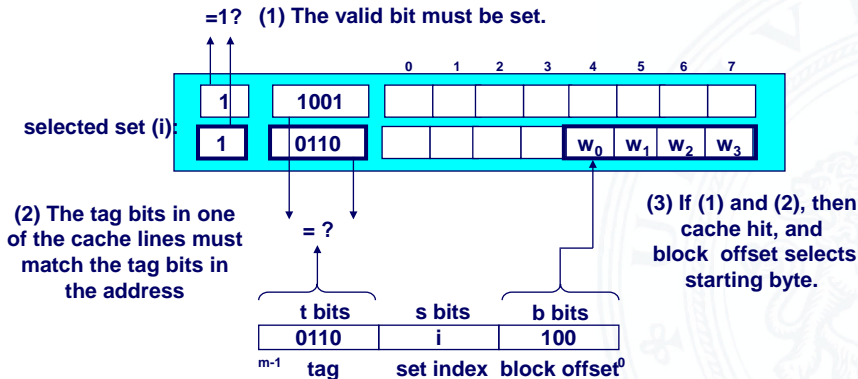 =1? (1) The valid bit must be set.
0 1 2 3 4 5 6 7
1 1001
selected set (i):
1 0110 w0 w1 w2 w3
(2) The tag bits in one
of the cache lines must
match the tag bits in
the address
= ?
(3) If (1) and (2), then
cache hit, and
block offset selects
starting byte.
t bits s bits b bits
0110 i 100
m-1 tag set index block offset 0